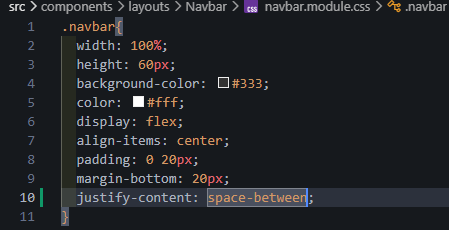 src > components > layouts > Navbar > navbar.module.css > .navbar
1 .navbar{
2 width: 100%;
3 height: 60px;
4 background-color: #333;
5 color: #fff;
6 display: flex;
7 align-items: center;
8 padding: 0 20px;
9 margin-bottom: 20px;
10 justify-content: space-between;
11 }